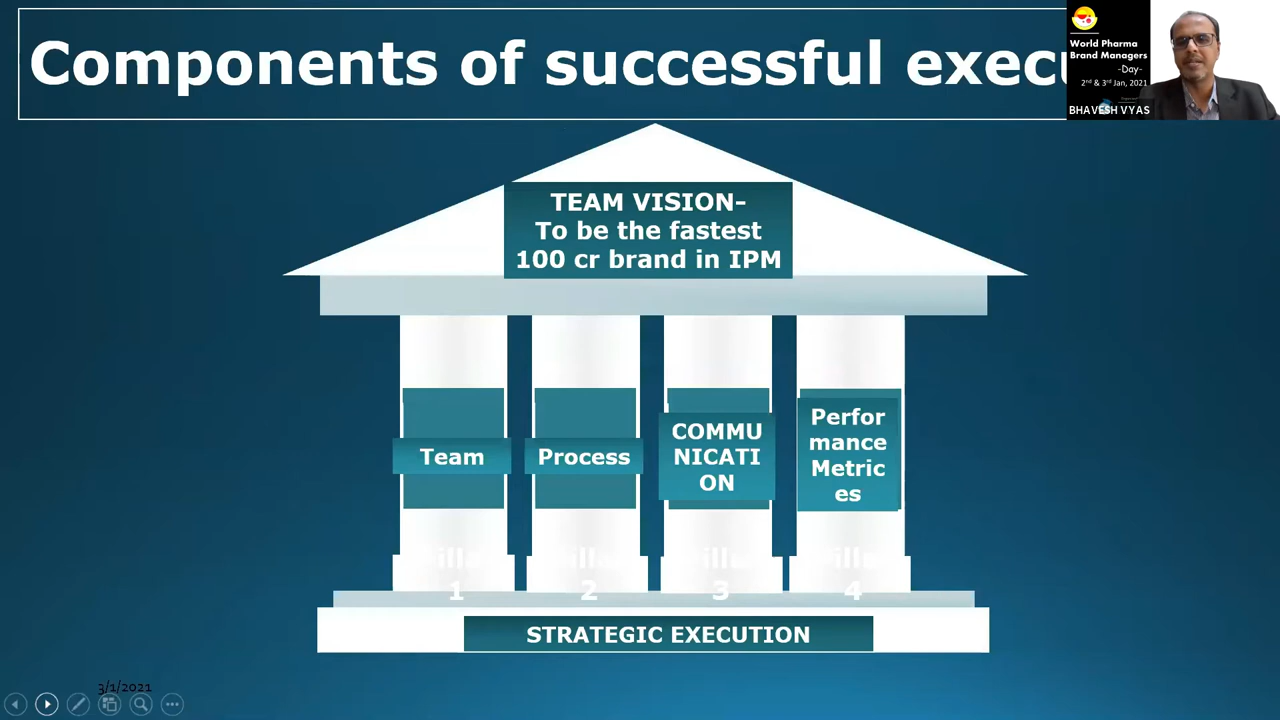 Components of successful execu
World Pharma
Brand Managers
-Day-
2nd & 3rd Jan, 2021
BHAVESH VYAS
TEAM VISION-
To be the fastest
100 cr brand in IPM
Team
Process
COMMU
NICATI
ON
Perfor
mance
Metric
es
1
2
3
4
STRATEGIC EXECUTION
3/1/2021